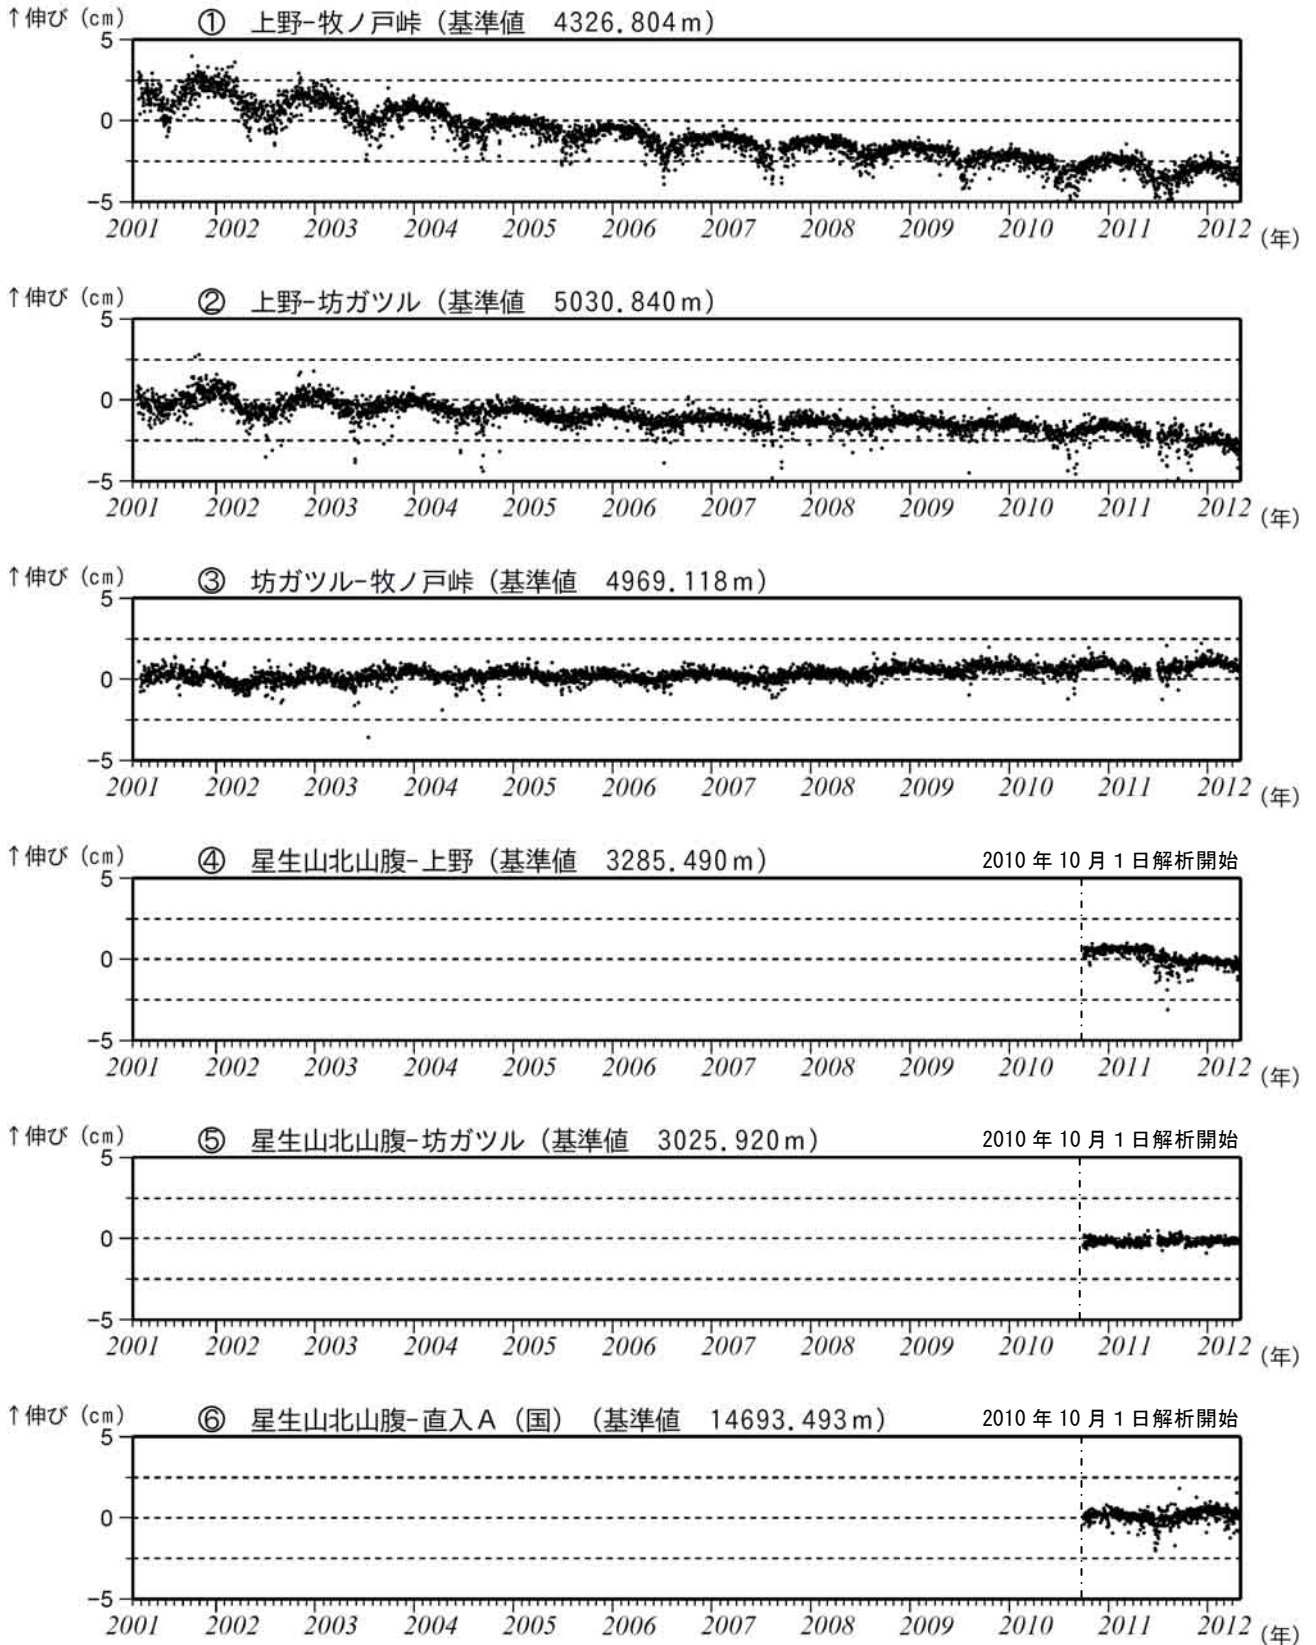 ↑伸び（cm） ① 上野−牧ノ戸峠（基準値 4326.804m）
5
0
−5
2001 2002 2003 2004 2005 2006 2007 2008 2009 2010 2011 2012 (年)
↑伸び（cm） ② 上野−坊ガツル（基準値 5030.840m）
5
0
−5
2001 2002 2003 2004 2005 2006 2007 2008 2009 2010 2011 2012 (年)
↑伸び（cm） ③ 坊ガツル−牧ノ戸峠（基準値 4969.118m）
5
0
−5
2001 2002 2003 2004 2005 2006 2007 2008 2009 2010 2011 2012 (年)
↑伸び（cm） ④ 星生山北山腹−上野（基準値 3285.490m） 2010 年 10 月 1 日解析開始
5
0
−5
2001 2002 2003 2004 2005 2006 2007 2008 2009 2010 2011 2012 (年)
↑伸び（cm） ⑤ 星生山北山腹−坊ガツル（基準値 3025.920m） 2010 年 10 月 1 日解析開始
5
0
−5
2001 2002 2003 2004 2005 2006 2007 2008 2009 2010 2011 2012 (年)
↑伸び（cm） ⑥ 星生山北山腹−直入A（国）（基準値 14693.493m） 2010 年 10 月 1 日解析開始
5
0
−5
2001 2002 2003 2004 2005 2006 2007 2008 2009 2010 2011 2012 (年)